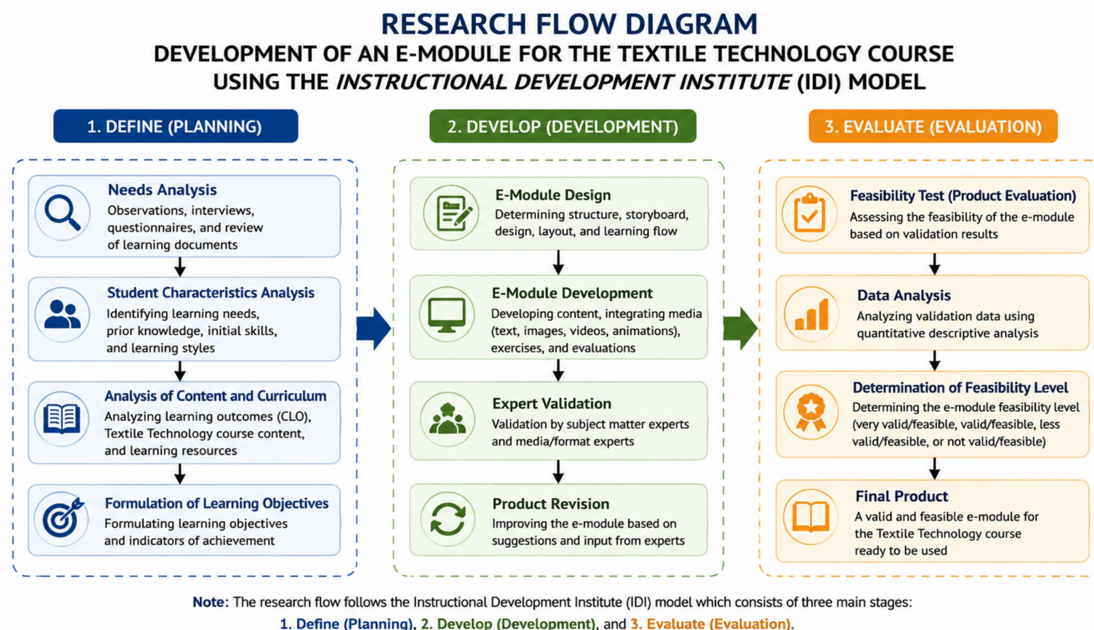 RESEARCH FLOW DIAGRAM
DEVELOPMENT OF AN E-MODULE FOR THE TEXTILE TECHNOLOGY COURSE
USING THE INSTRUCTIONAL DEVELOPMENT INSTITUTE (IDI) MODEL
1. DEFINE (PLANNING)
Needs Analysis
Observations, interviews,
questionnaires, and review
of learning documents
Student Characteristics Analysis
Identifying learning needs,
prior knowledge, initial skills,
and learning styles
Analysis of Content and Curriculum
Analyzing learning outcomes (CLO),
Textile Technology course content,
and learning resources
Formulation of Learning Objectives
Formulating learning objectives
and indicators of achievement
2. DEVELOP (DEVELOPMENT)
E-Module Design
Determining structure, storyboard,
design, layout, and learning flow
E-Module Development
Developing content, integrating media
(text, images, videos, animations),
exercises, and evaluations
Expert Validation
Validation by subject matter experts
and media/format experts
Product Revision
Improving the e-module based on
suggestions and input from experts
3. EVALUATE (EVALUATION)
Feasibility Test (Product Evaluation)
Assessing the feasibility of the e-module
based on validation results
Data Analysis
Analyzing validation data using
quantitative descriptive analysis
Determination of Feasibility Level
Determining the e-module feasibility level
(very valid/feasible, valid/feasible, less
valid/feasible, or not valid/feasible)
Final Product
A valid and feasible e-module for
the Textile Technology course
ready to be used
Note: The research flow follows the Instructional Development Institute (IDI) model which consists of three main stages:
1. Define (Planning), 2. Develop (Development), and 3. Evaluate (Evaluation).